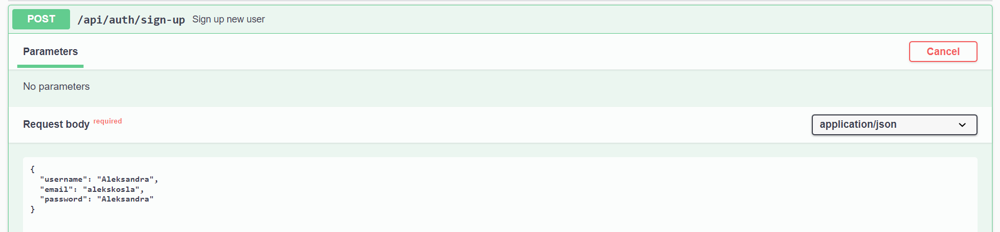 POST /api/auth/sign-up Sign up new user
Parameters
Cancel
No parameters
Request body required
application/json
{
  "username": "Aleksandra",
  "email": "alekskosla",
  "password": "Aleksandra"
}